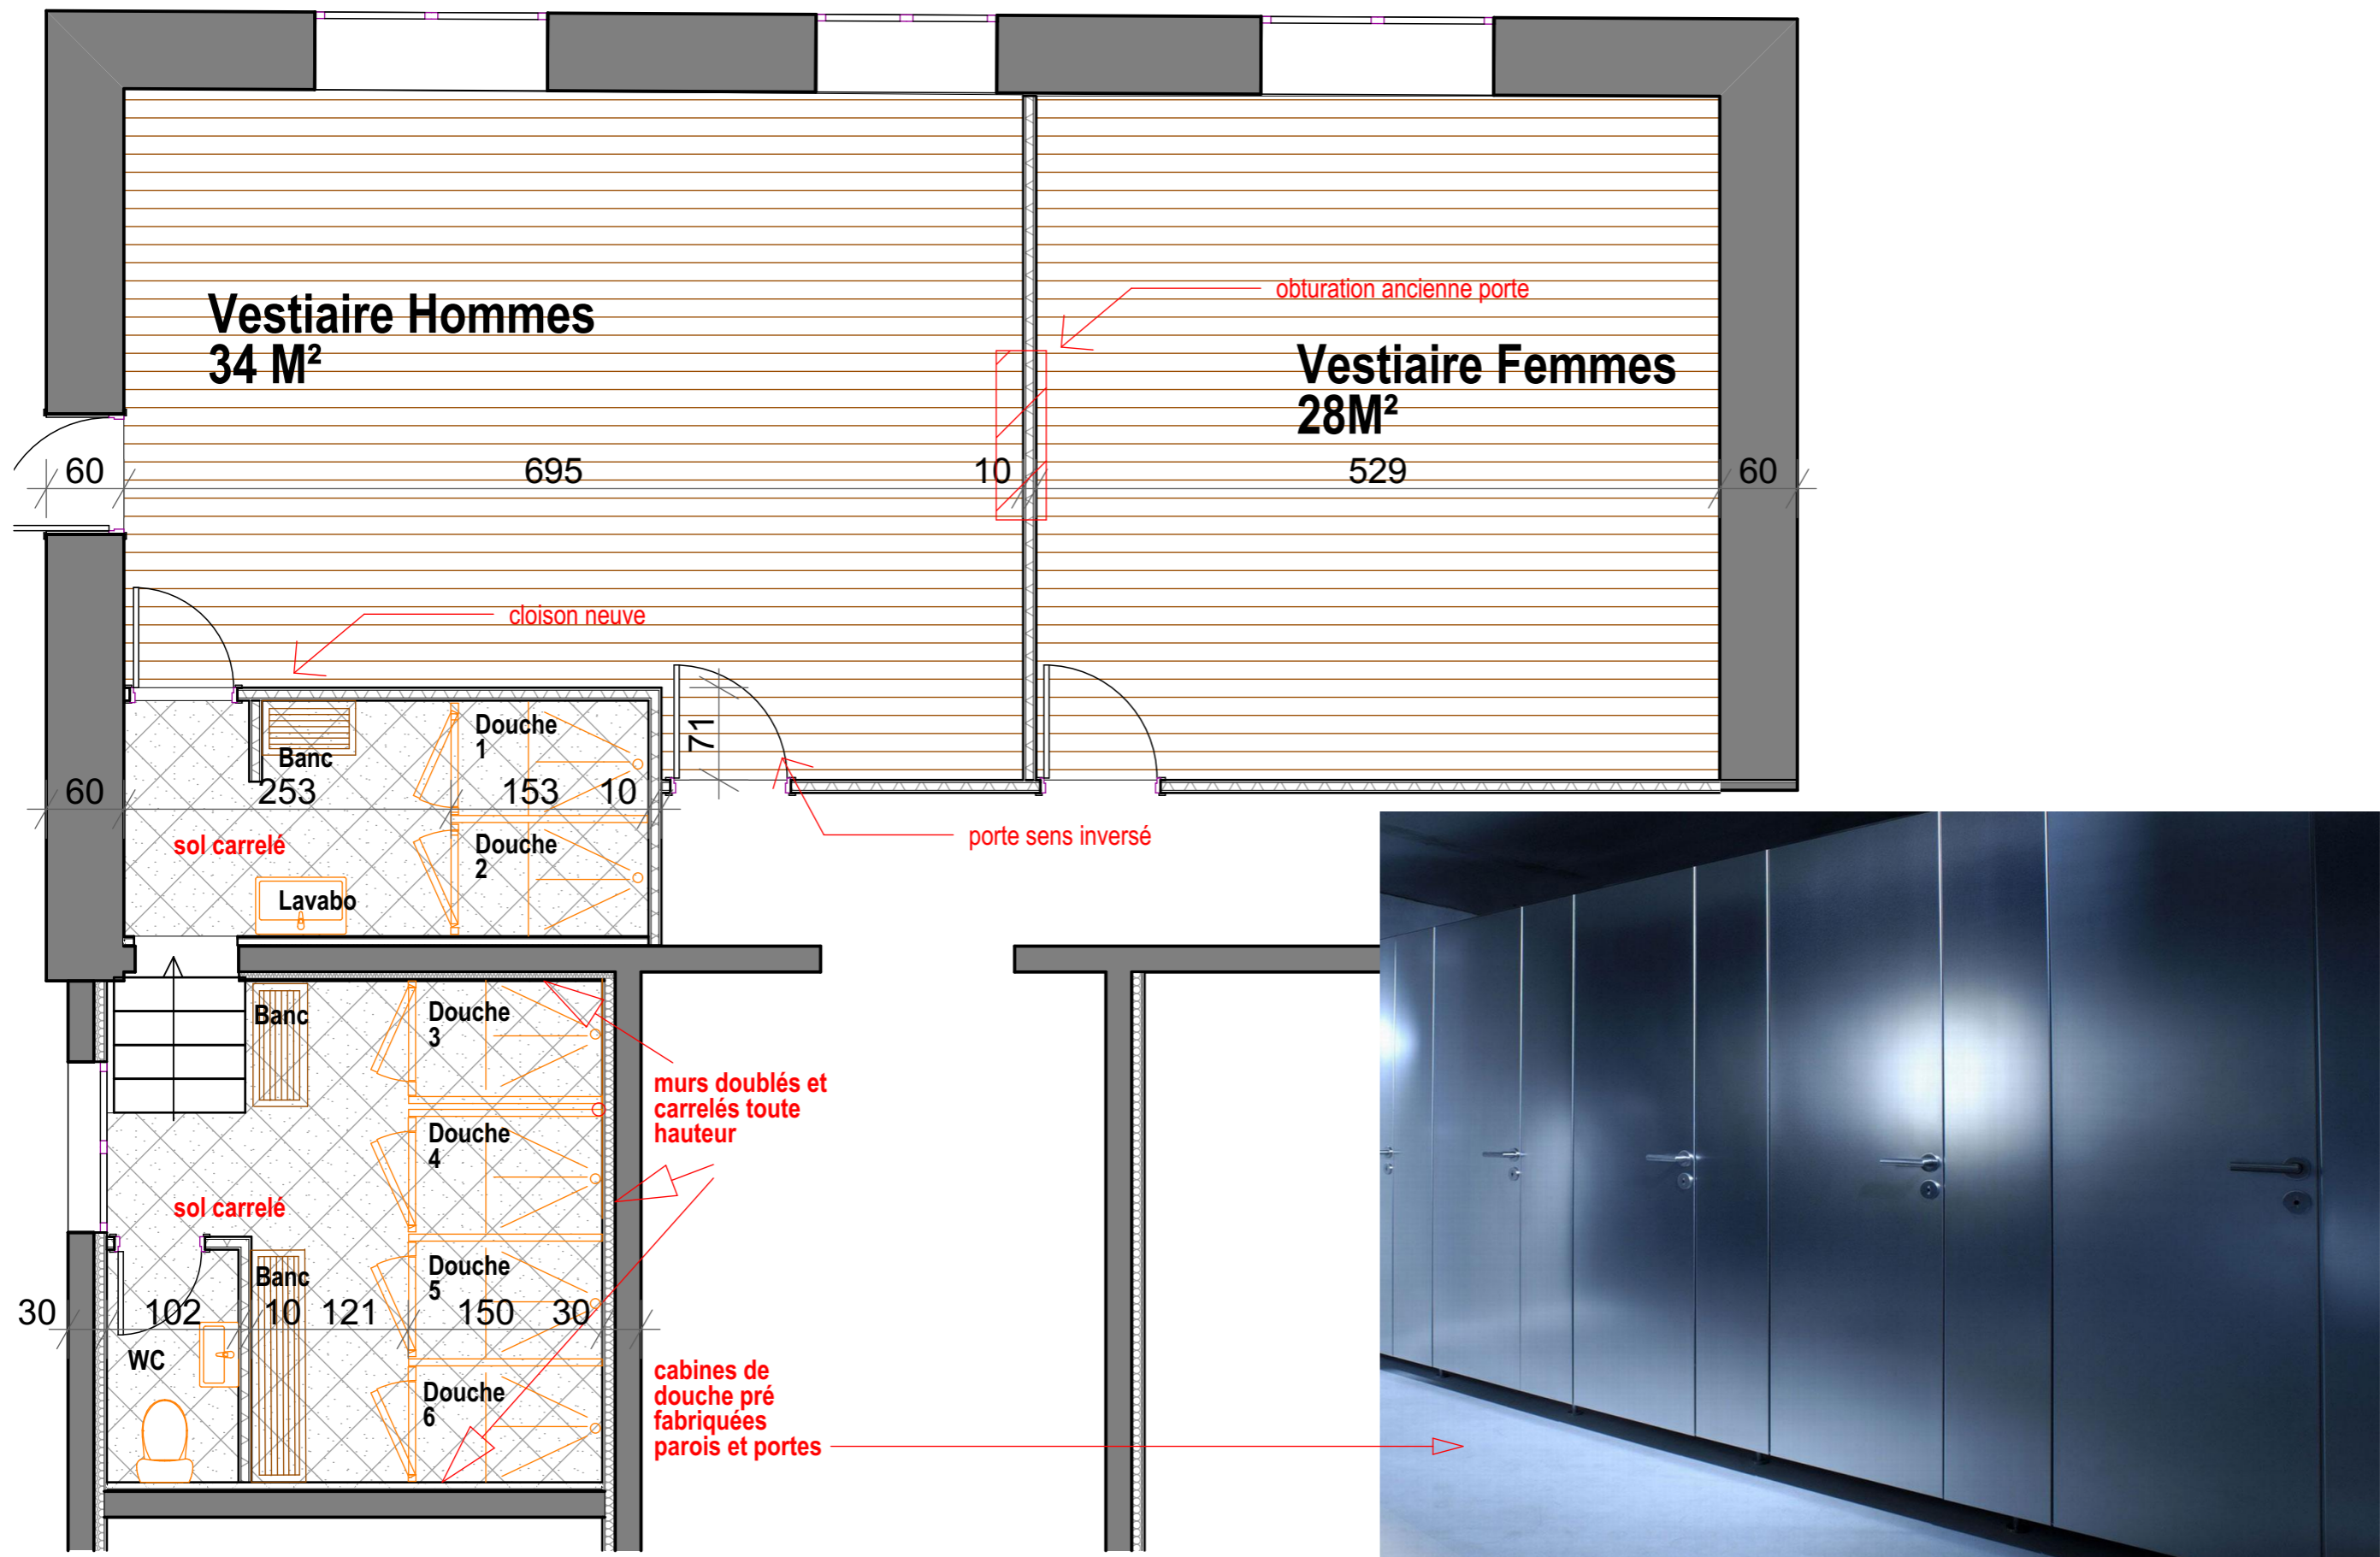 Vestiaire Hommes
34 M²
obturation ancienne porte
Vestiaire Femmes
28M²
60
695
10
529
60
cloison neuve
71
Douche
1
Banc
60
253
153
10
porte sens inversé
sol carrelé
Douche
2
Lavabo
Banc
Douche
3
murs doublés et
carrelés toute
hauteur
Douche
4
sol carrelé
Banc
Douche
5
30
102
10
121
150
30
WC
Douche
6
cabines de
douche pré
fabriquées
parois et portes